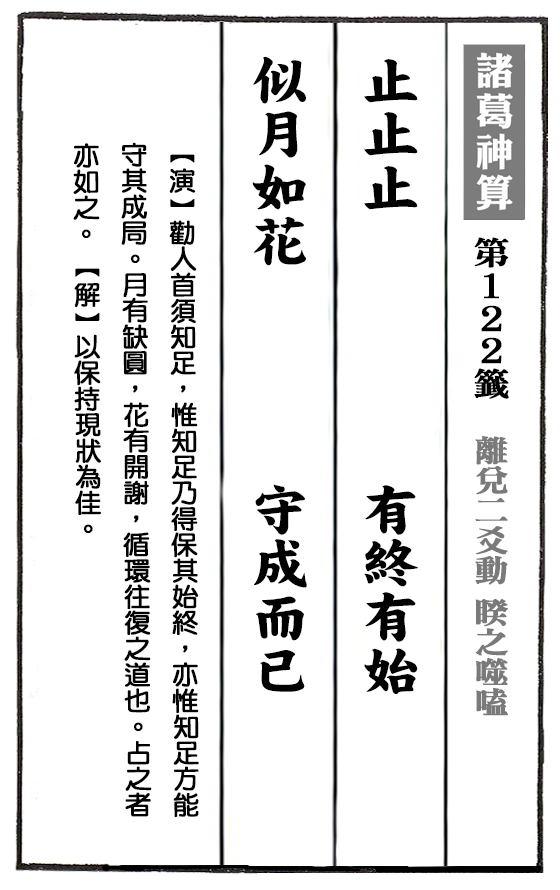 諸葛神算 第122籤 離兌二爻動 睽之噬嗑
止止止 有終有始
似月如花 守成而已
【演】勸人首須知足，惟知足乃得保其始終，亦惟知足方能
守其成局。月有缺圓，花有開謝，循環往復之道也。占之者
亦如之。【解】以保持現狀為佳。